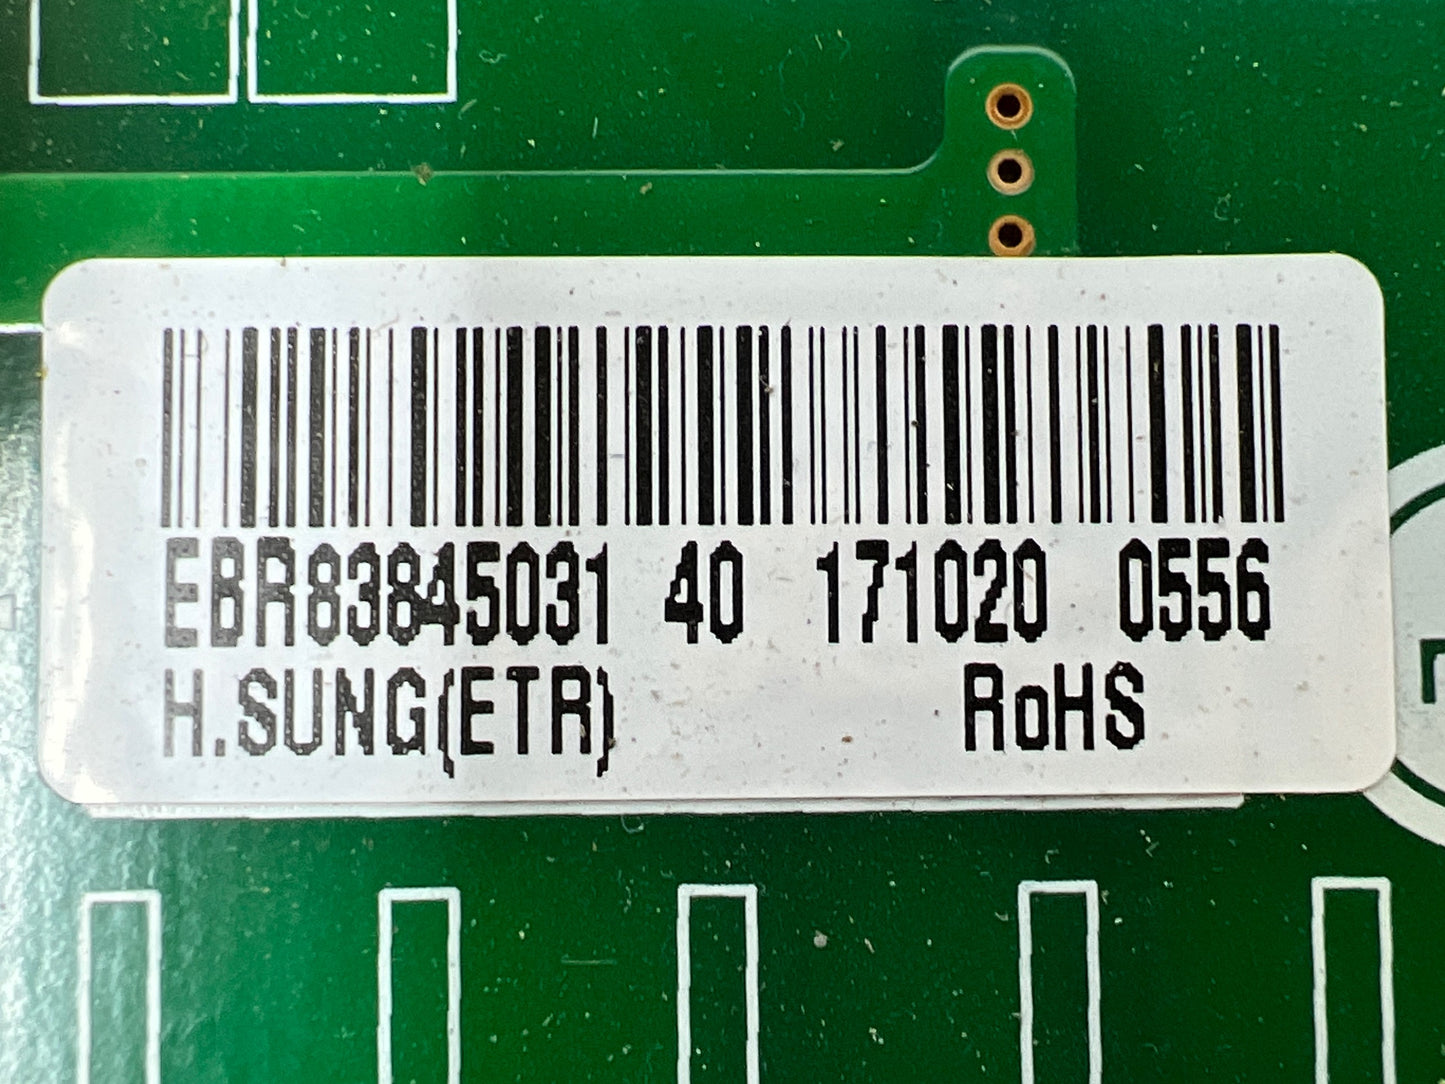 EBR83845031 40 171020 0556
H.SUNG(ETR) RoHS